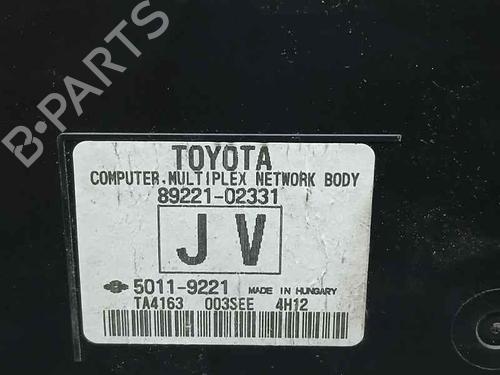 B-PARTS
TOYOTA
COMPUTER, MULTIPLEX NETWORK BODY
89221-02331
J V
5011-9221 MADE IN HUNGARY
TA4163 003SEE 4H12